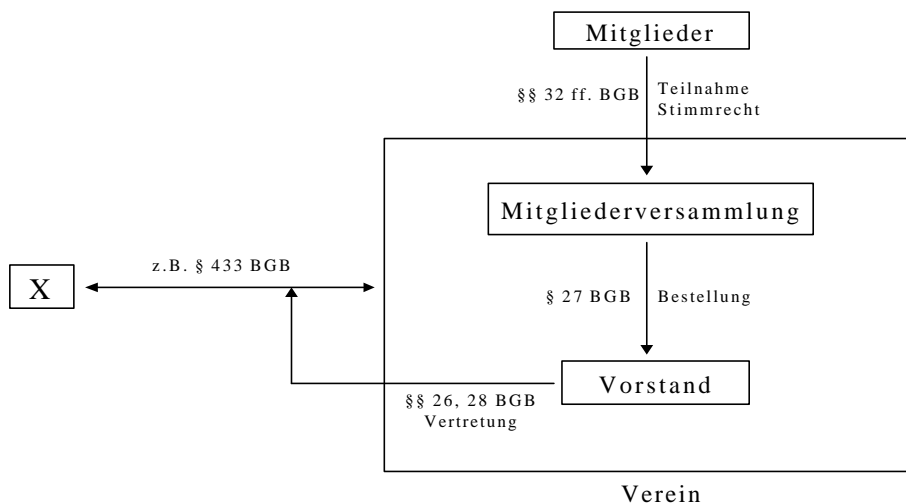 Mitglieder
§§ 32 ff. BGB
Teilnahme
Stimmrecht
Mitgliederversammlung
z.B. § 433 BGB
X
§ 27 BGB
Bestellung
Vorstand
§§ 26, 28 BGB
Vertretung
Verein